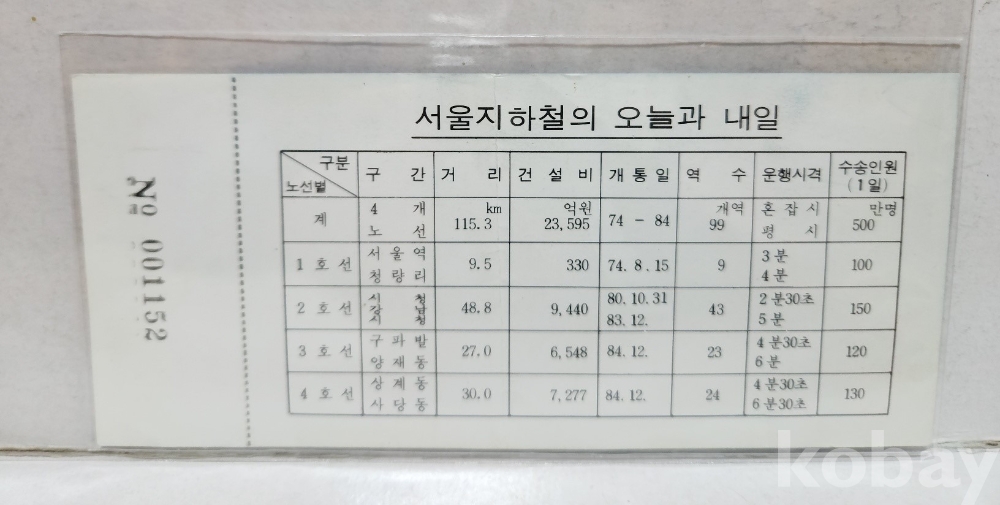 서울지하철의 오늘과 내일
구분 노선별 구 간 거 리 건 설 비 개 통 일 역 수 운행시격 수송인원 (1일)
계 4 개 노 선 km 115.3 억원 23,595 74 - 84 개역 99 혼 잡 시 평 시 만명 500
1 호 선 서 울 역 청 량 리 9.5 330 74. 8. 15 9 3 분 4 분 100
2 호 선 시 청 강 남 시 청 48.8 9,440 80. 10. 31 83. 12. 43 2 분30초 5 분 150
3 호 선 구 파 발 양 재 동 27.0 6,548 84. 12. 23 4 분30초 6 분 120
4 호 선 상 계 동 사 당 동 30.0 7,277 84. 12. 24 4 분30초 6 분30초 130
No 001152
kobay